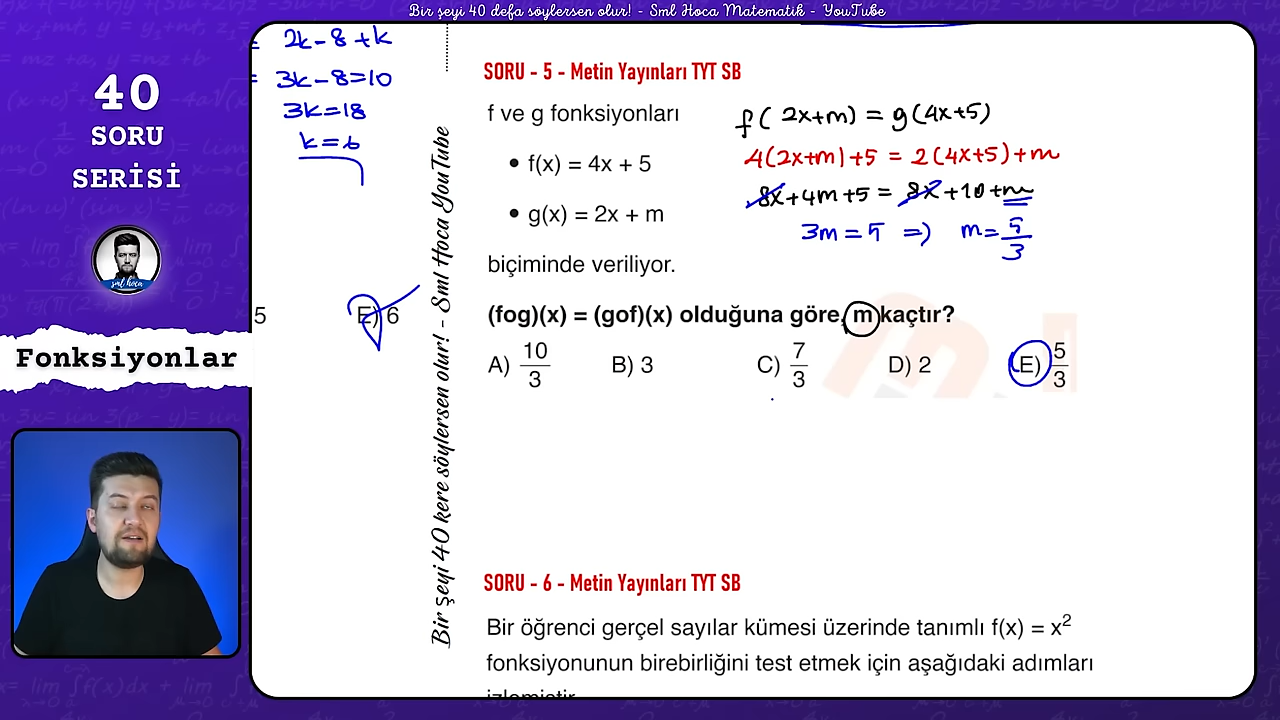 Bir şeyi 40 defa söylersen olur! - Sml Hoca Matematik - YouTube
40
SORU
SERİSİ
sml hoca
Fonksiyonlar
= 2k-8+k
= 3k-8=10
3k=18
k=6
5
E) 6
Bir şeyi 40 kere söylersen olur! - Sml Hoca YouTube
SORU - 5 - Metin Yayınları TYT SB
f ve g fonksiyonları
• f(x) = 4x + 5
• g(x) = 2x + m
biçiminde veriliyor.
f(2x+m) = g(4x+5)
4(2x+m)+5 = 2(4x+5)+m
8x+4m+5 = 8x+10+m
3m=5 => m=5/3
(fog)(x) = (gof)(x) olduğuna göre, m kaçtır?
A) 10/3 B) 3 C) 7/3 D) 2 E) 5/3
SORU - 6 - Metin Yayınları TYT SB
Bir öğrenci gerçel sayılar kümesi üzerinde tanımlı f(x) = x²
fonksiyonunun birebirliğini test etmek için aşağıdaki adımları
izlemiştir.